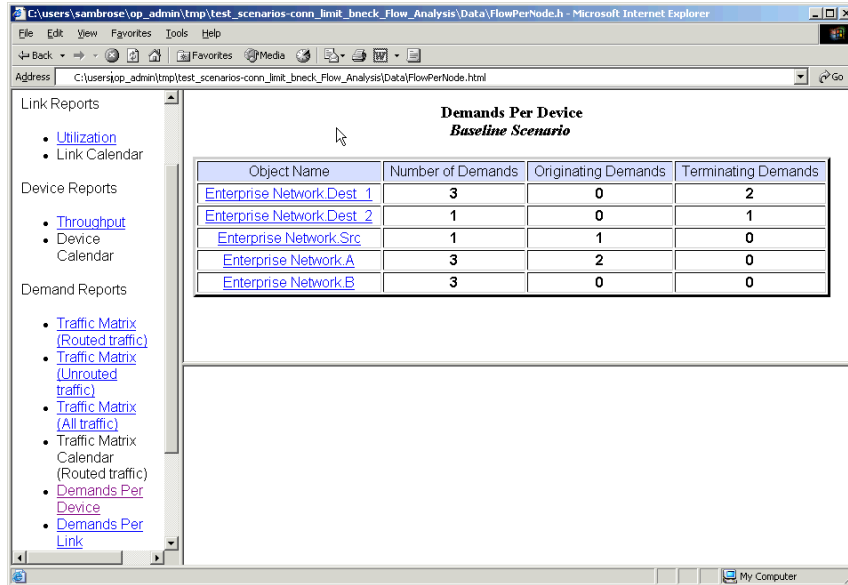 C:\users\sambrose\op_admin\tmp\test_scenarios-conn_limit_bneck_Flow_Analysis\Data\FlowPerNode.h - Microsoft Internet Explorer
File Edit View Favorites Tools Help
Back Favorites Media
Address C:\users\op_admin\tmp\test_scenarios-conn_limit_bneck_Flow_Analysis\Data\FlowPerNode.html Go
Link Reports
Utilization
Link Calendar
Device Reports
Throughput
Device
Calendar
Demand Reports
Traffic Matrix
(Routed traffic)
Traffic Matrix
(Unrouted
traffic)
Traffic Matrix
(All traffic)
Traffic Matrix
Calendar
(Routed traffic)
Demands Per
Device
Demands Per
Link
Demands Per Device
Baseline Scenario
Object Name Number of Demands Originating Demands Terminating Demands
Enterprise Network.Dest_1 3 0 2
Enterprise Network.Dest_2 1 0 1
Enterprise Network.Src 1 1 0
Enterprise Network.A 3 2 0
Enterprise Network.B 3 0 0
My Computer